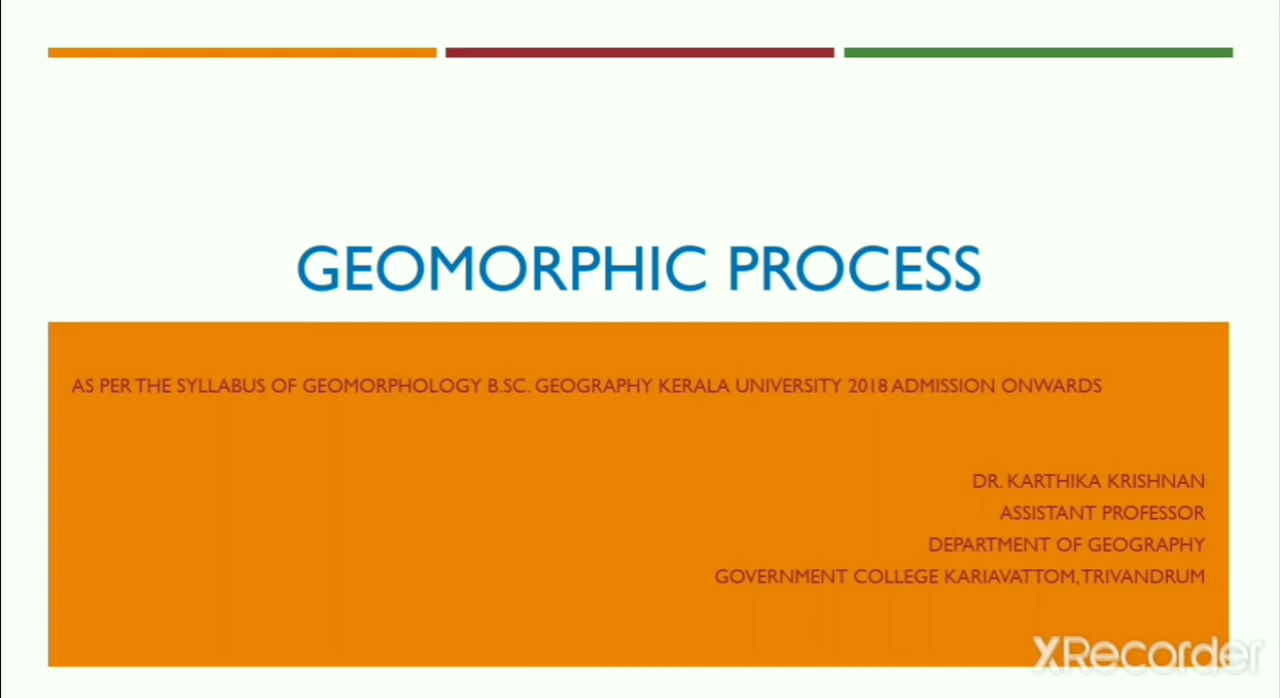 GEOMORPHIC PROCESS
AS PER THE SYLLABUS OF GEOMORPHOLOGY B.SC. GEOGRAPHY KERALA UNIVERSITY 2018 ADMISSION ONWARDS
DR. KARTHIKA KRISHNAN
ASSISTANT PROFESSOR
DEPARTMENT OF GEOGRAPHY
GOVERNMENT COLLEGE KARIAVATTOM, TRIVANDRUM
XRecorder